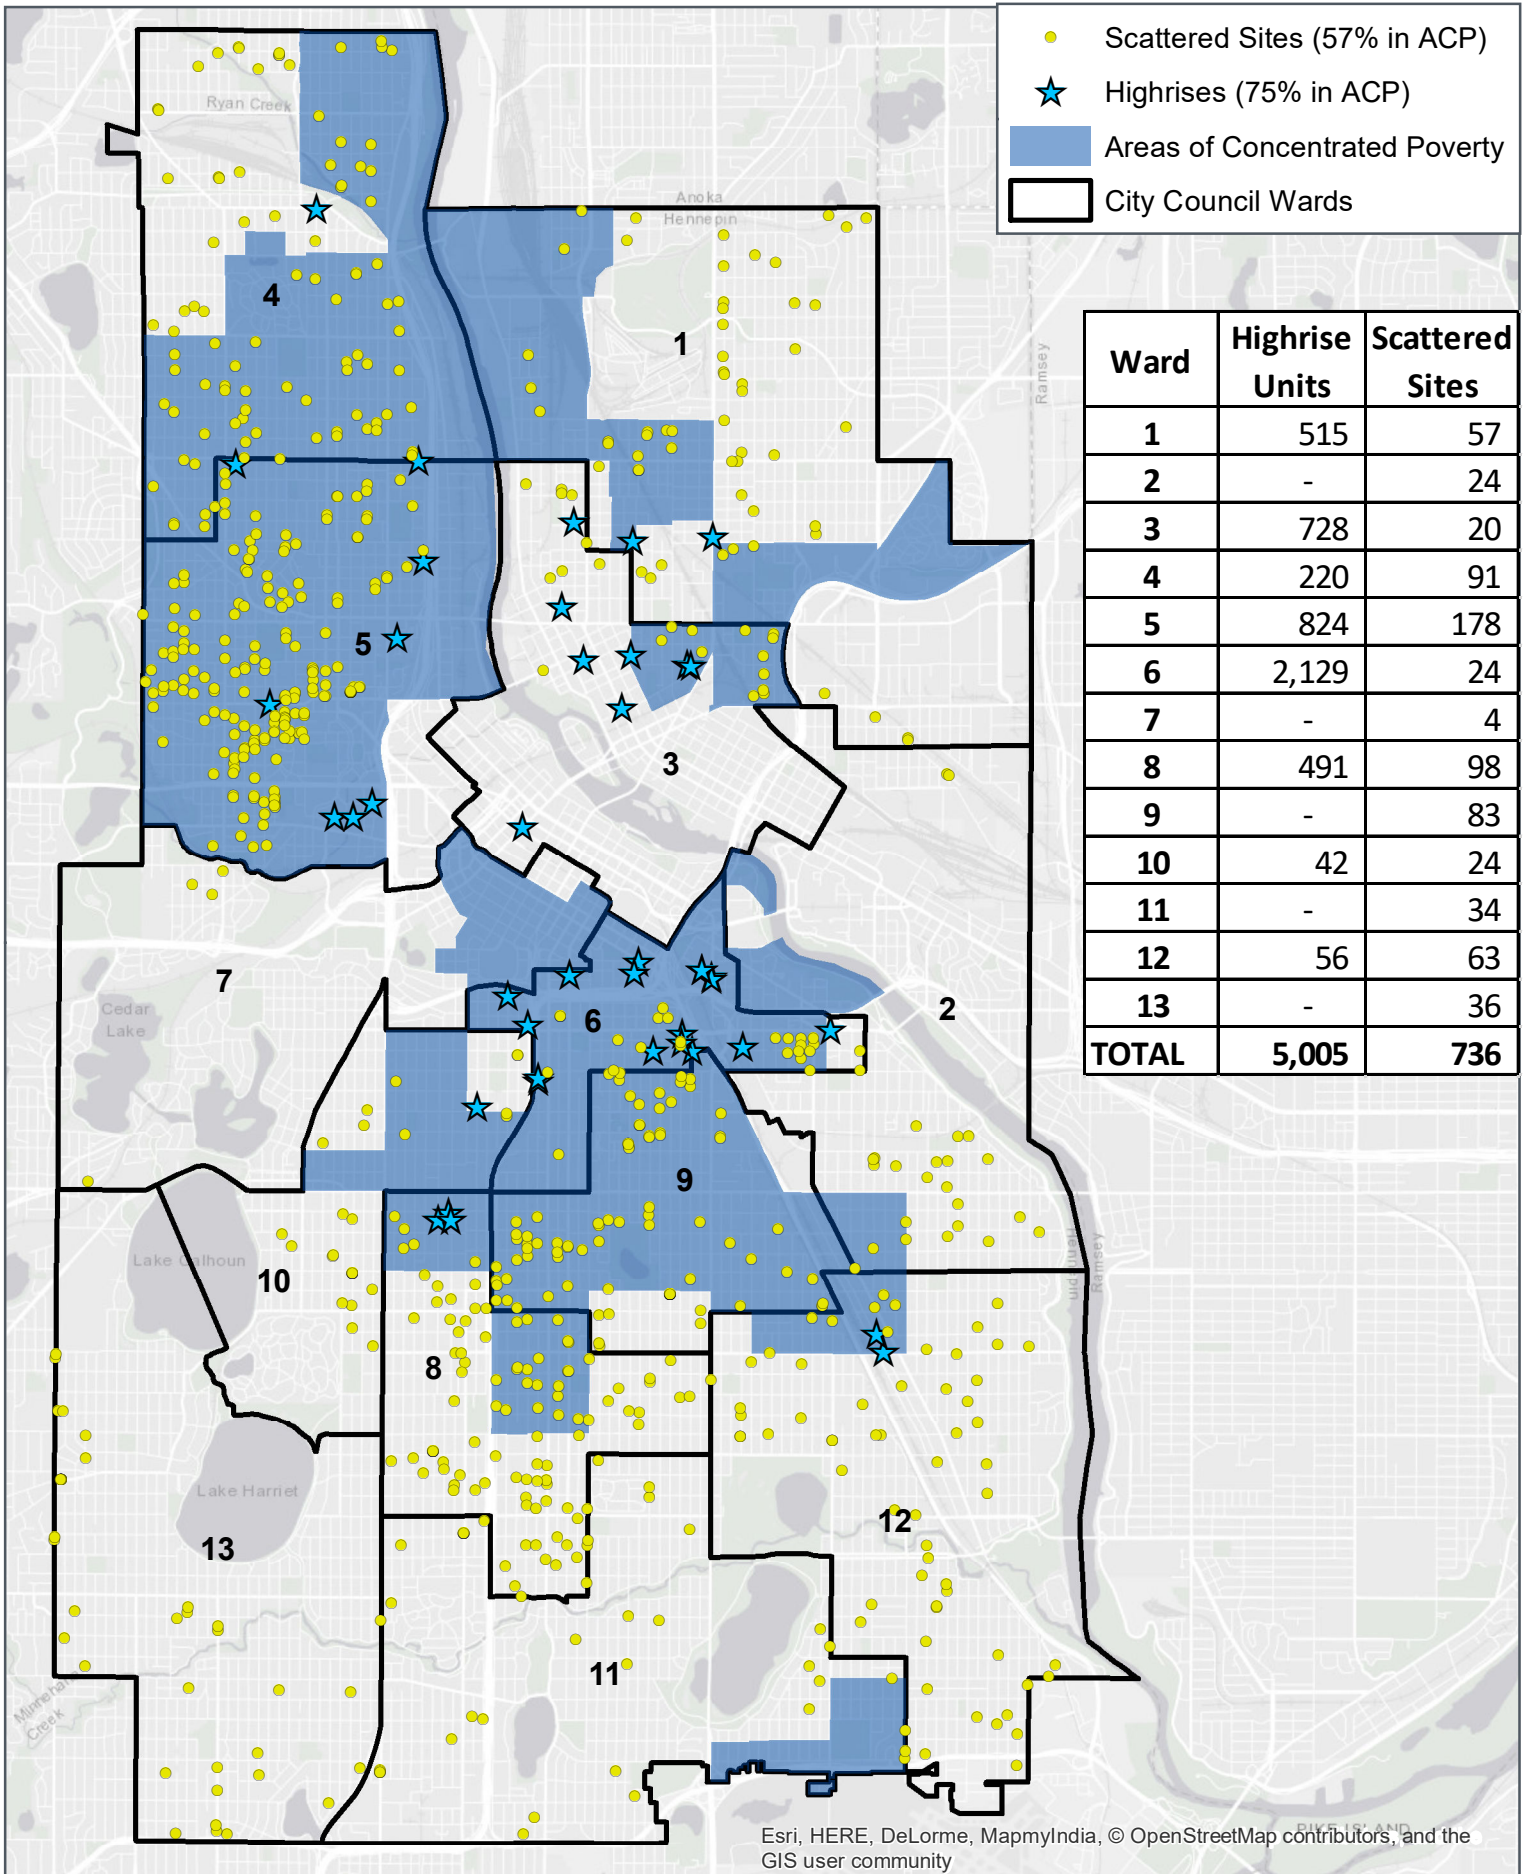 Scattered Sites (57% in ACP)
Highrises (75% in ACP)
Areas of Concentrated Poverty
City Council Wards
Ryan Creek
Anoka
Hennepin
Ramsey
4
1
5
3
7
Cedar
Lake
6
2
9
Lake Calhoun
10
Hennepin
Ramsey
8
Lake Harriet
12
13
11
Minnehaha
Creek
PIKE ISLAND
Ward Highrise Units Scattered Sites
1 515 57
2 - 24
3 728 20
4 220 91
5 824 178
6 2,129 24
7 - 4
8 491 98
9 - 83
10 42 24
11 - 34
12 56 63
13 - 36
TOTAL 5,005 736
Esri, HERE, DeLorme, MapmyIndia, © OpenStreetMap contributors, and the
GIS user community